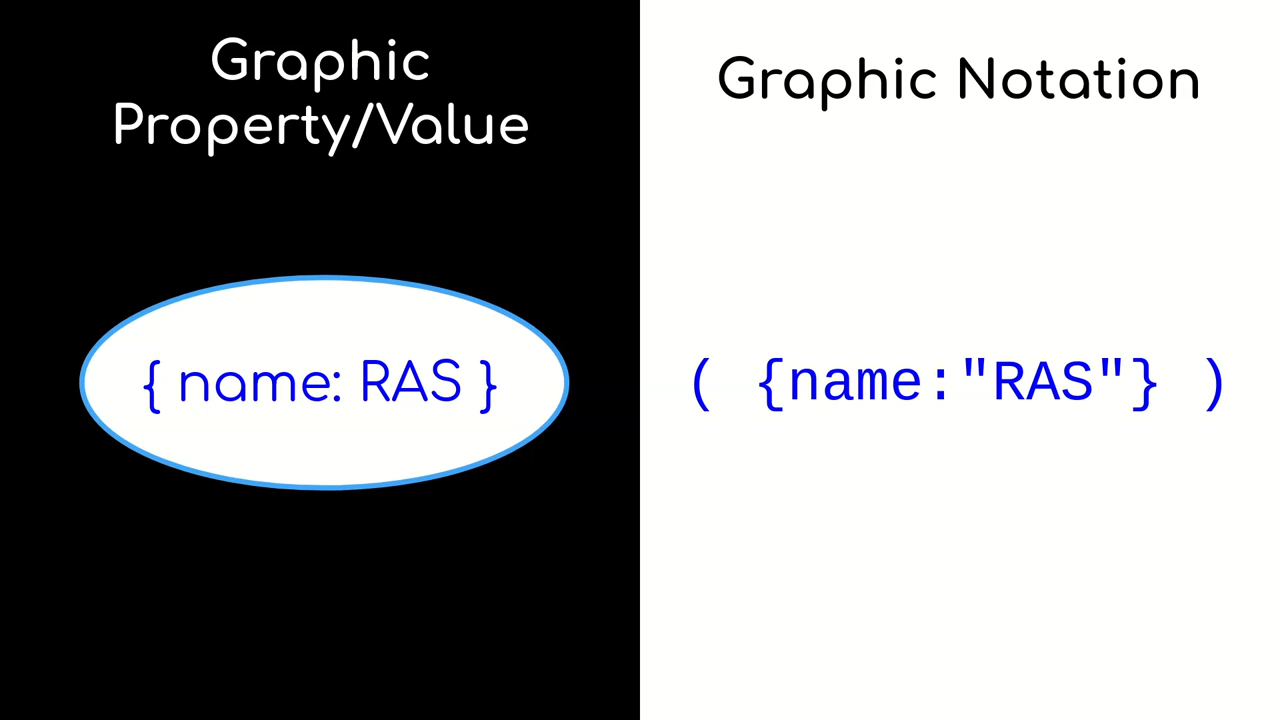 Graphic
Property/Value
{ name: RAS }
Graphic Notation
( {name:"RAS"} )